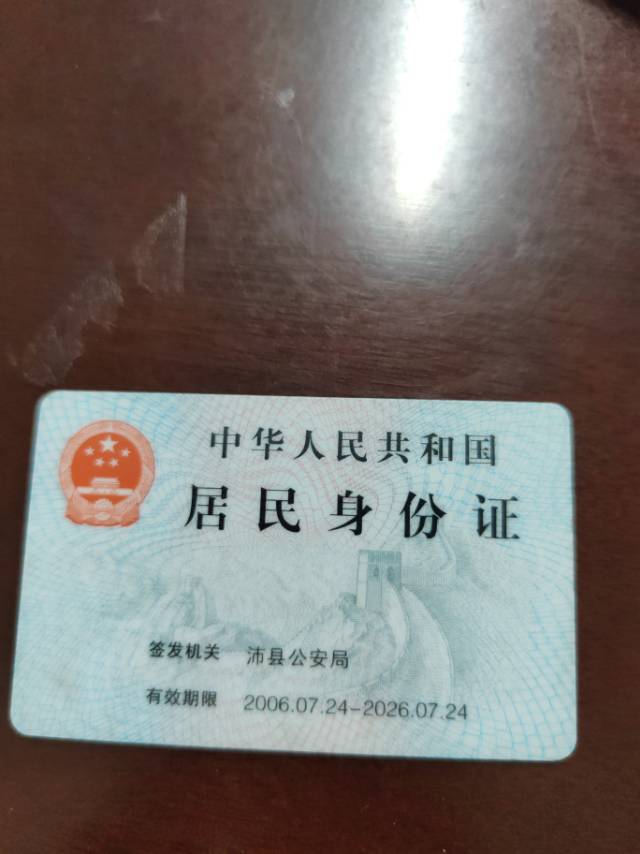 中华人民共和国
居民身份证
签发机关 沛县公安局
有效期限 2006.07.24-2026.07.24